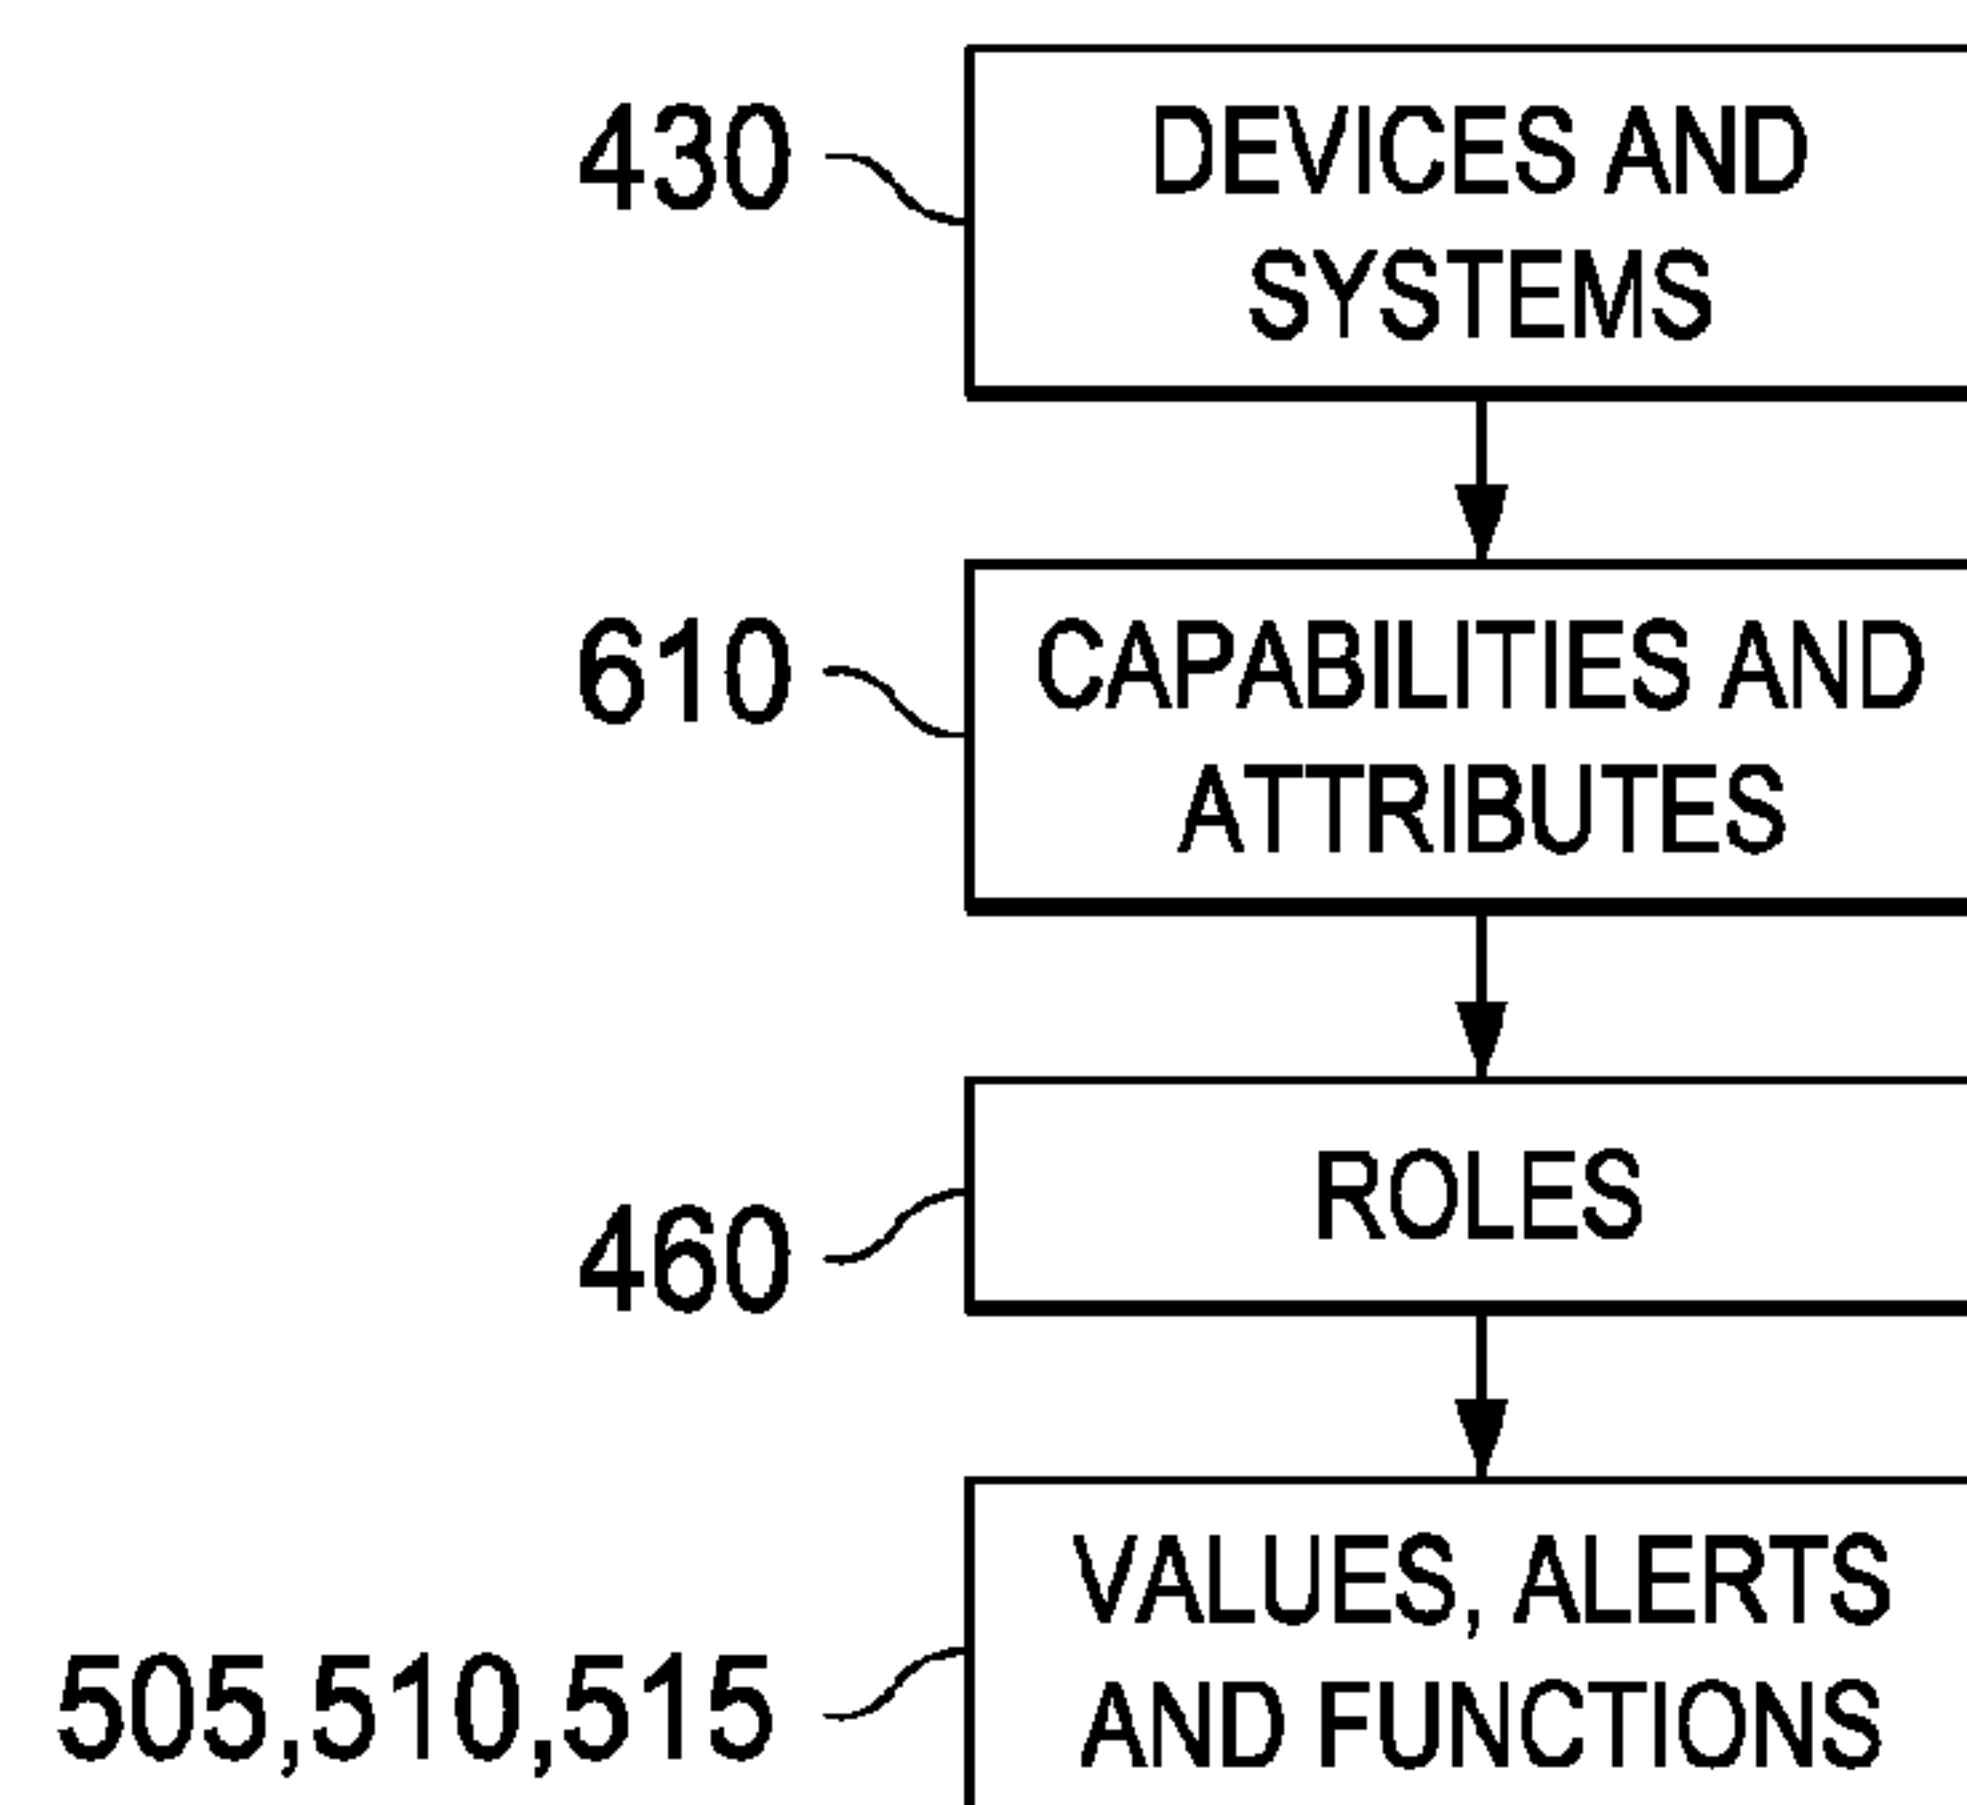 430
DEVICES AND
SYSTEMS
610
CAPABILITIES AND
ATTRIBUTES
460
ROLES
505,510,515
VALUES, ALERTS
AND FUNCTIONS